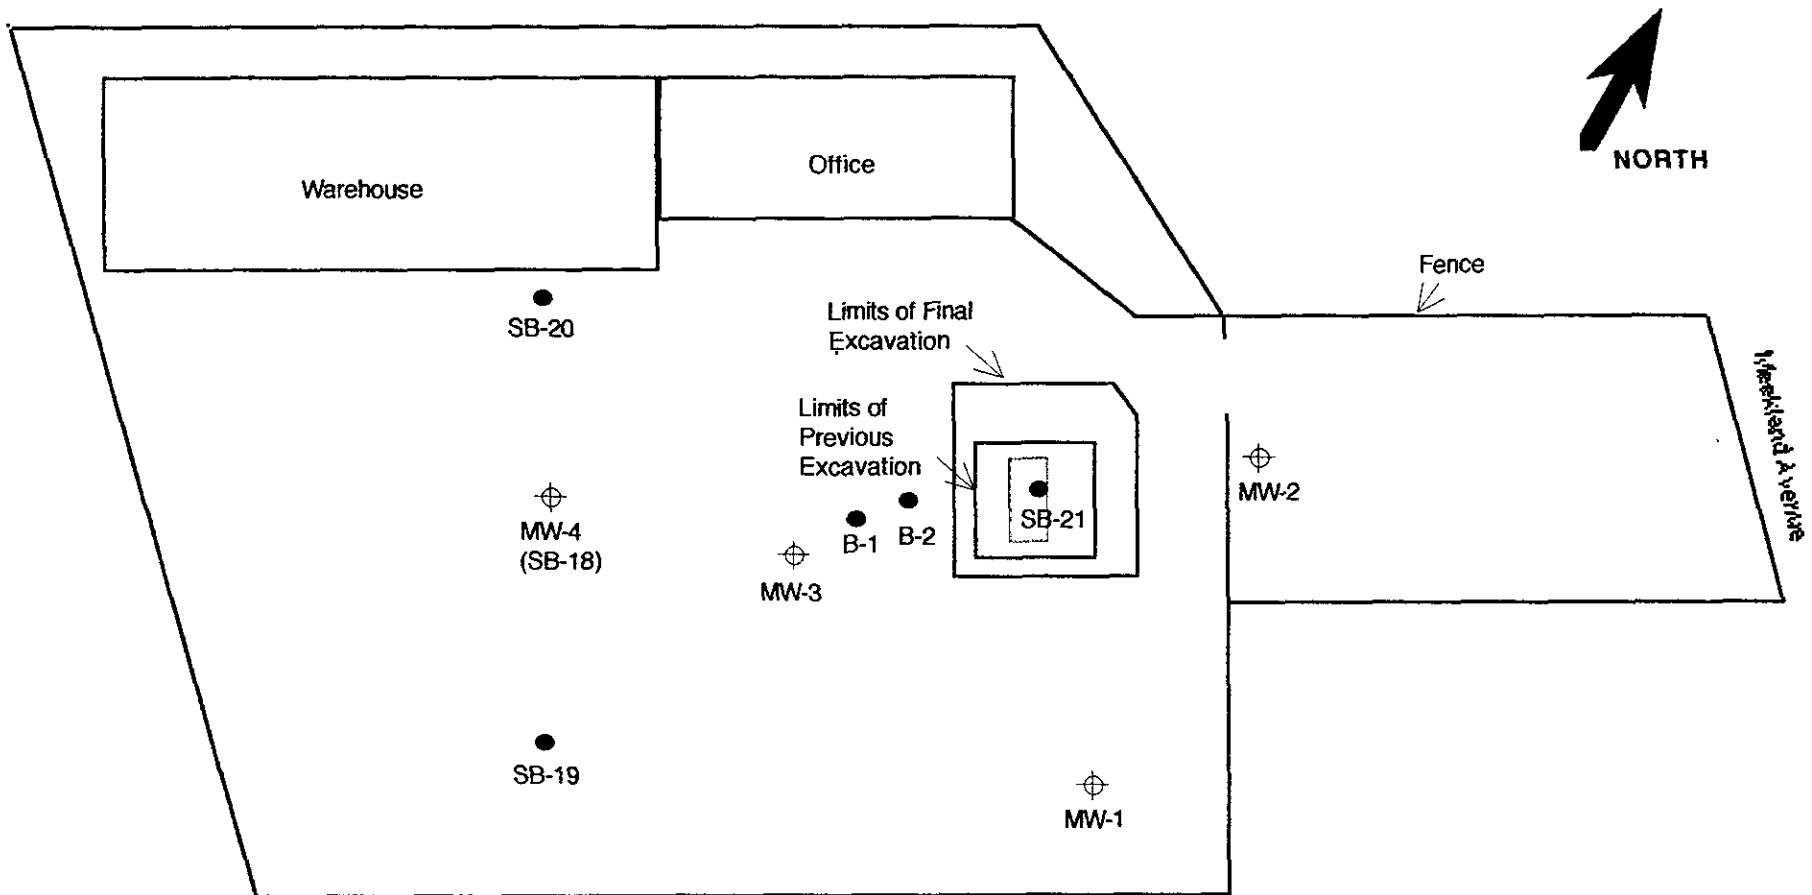 Warehouse
Office
NORTH
Fence
Limits of Final
Excavation
SB-20
Limits of
Previous
Excavation
MW-2
SB-21
MW-4
(SB-18)
B-1
B-2
MW-3
SB-19
MW-1